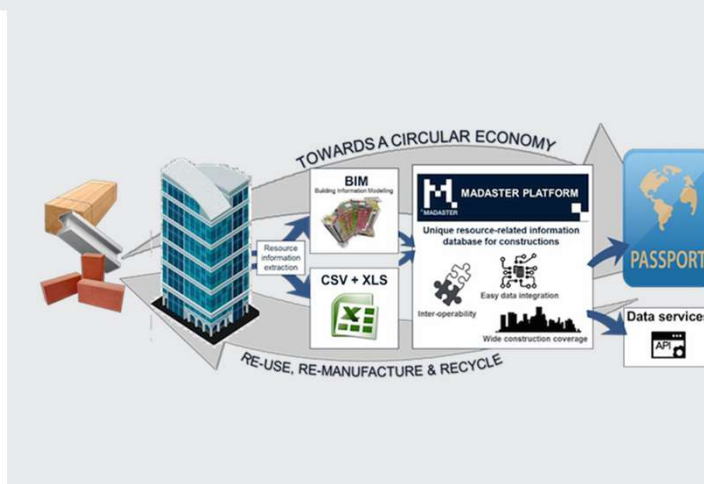 TOWARDS A CIRCULAR ECONOMY
BIM
Building Information Modelling
Resource
information
extraction
CSV + XLS
M
MADASTER
MADASTER PLATFORM
Unique resource-related information
database for constructions
Easy data integration
Inter-operability
Wide construction coverage
PASSPORT
Data services
API
RE-USE, RE-MANUFACTURE & RECYCLE